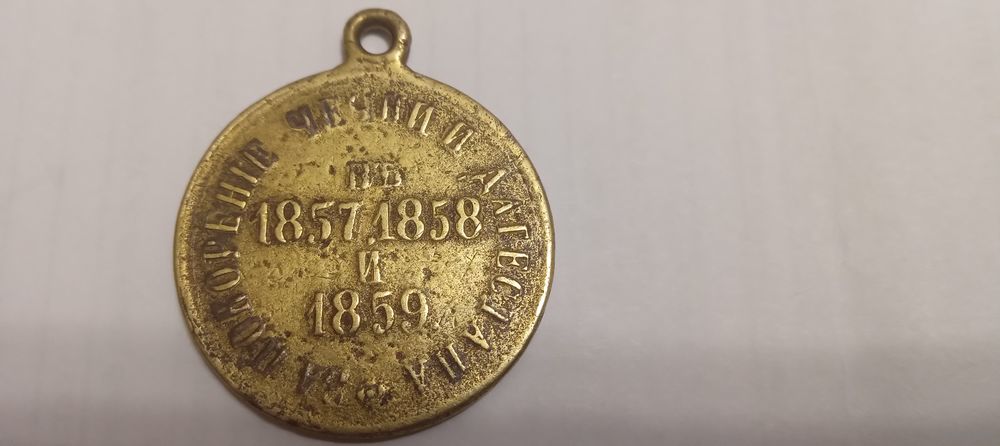 ЗА ПОКОРЕНІЕ ЧЕЧНИ И ДАГЕСТАНА
ВЪ
1857, 1858
И
1859